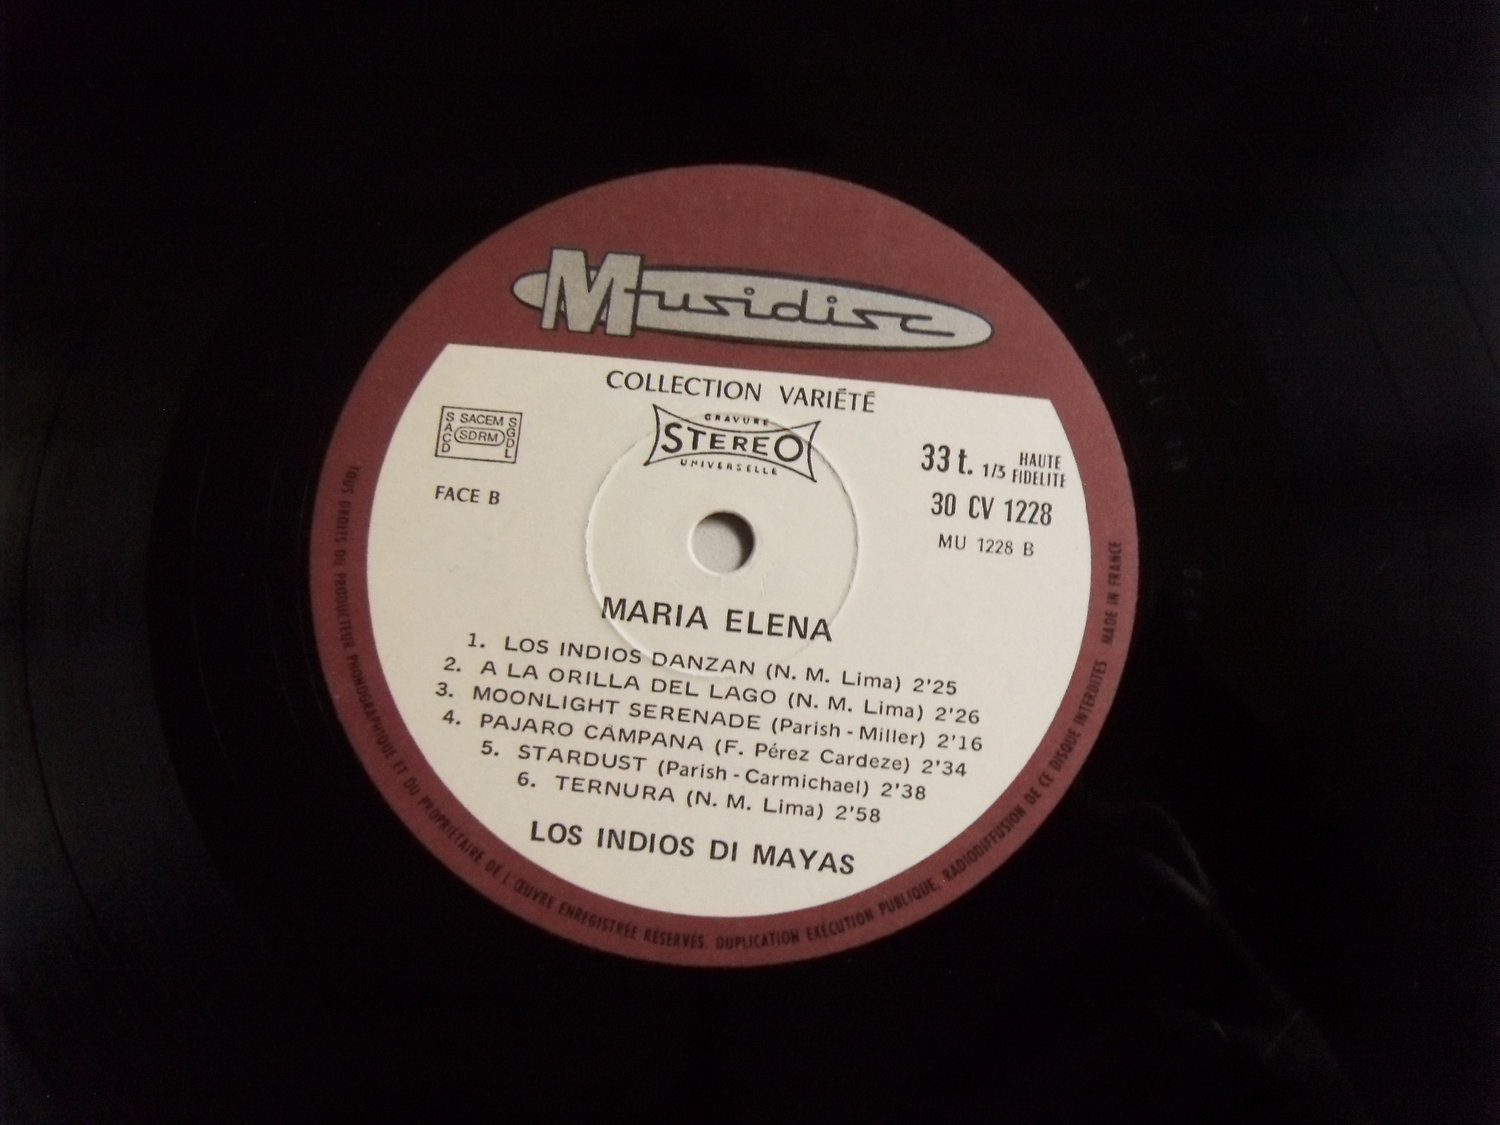 Musidisc
COLLECTION VARIÉTÉ
SACEM
SACD
SDRM
SGDL
GRAVURE
STEREO
UNIVERSELLE
33 t. 1/3 HAUTE
FIDELITE
FACE B
30 CV 1228
MU 1228 B
MARIA ELENA
1. LOS INDIOS DANZAN (N. M. Lima) 2'25
2. A LA ORILLA DEL LAGO (N. M. Lima) 2'26
3. MOONLIGHT SERENADE (Parish - Miller) 2'16
4. PAJARO CAMPANA (F. Pérez Cardeze) 2'34
5. STARDUST (Parish - Carmichael) 2'38
6. TERNURA (N. M. Lima) 2'58
LOS INDIOS DI MAYAS
TOUS DROITS DU PRODUCTEUR PHONOGRAPHIQUE ET DU PROPRIÉTAIRE DE L'ŒUVRE ENREGISTRÉE RÉSERVÉS. DUPLICATION EXÉCUTION PUBLIQUE, RADIODIFFUSION DE CE DISQUE INTERDITES - MADE IN FRANCE